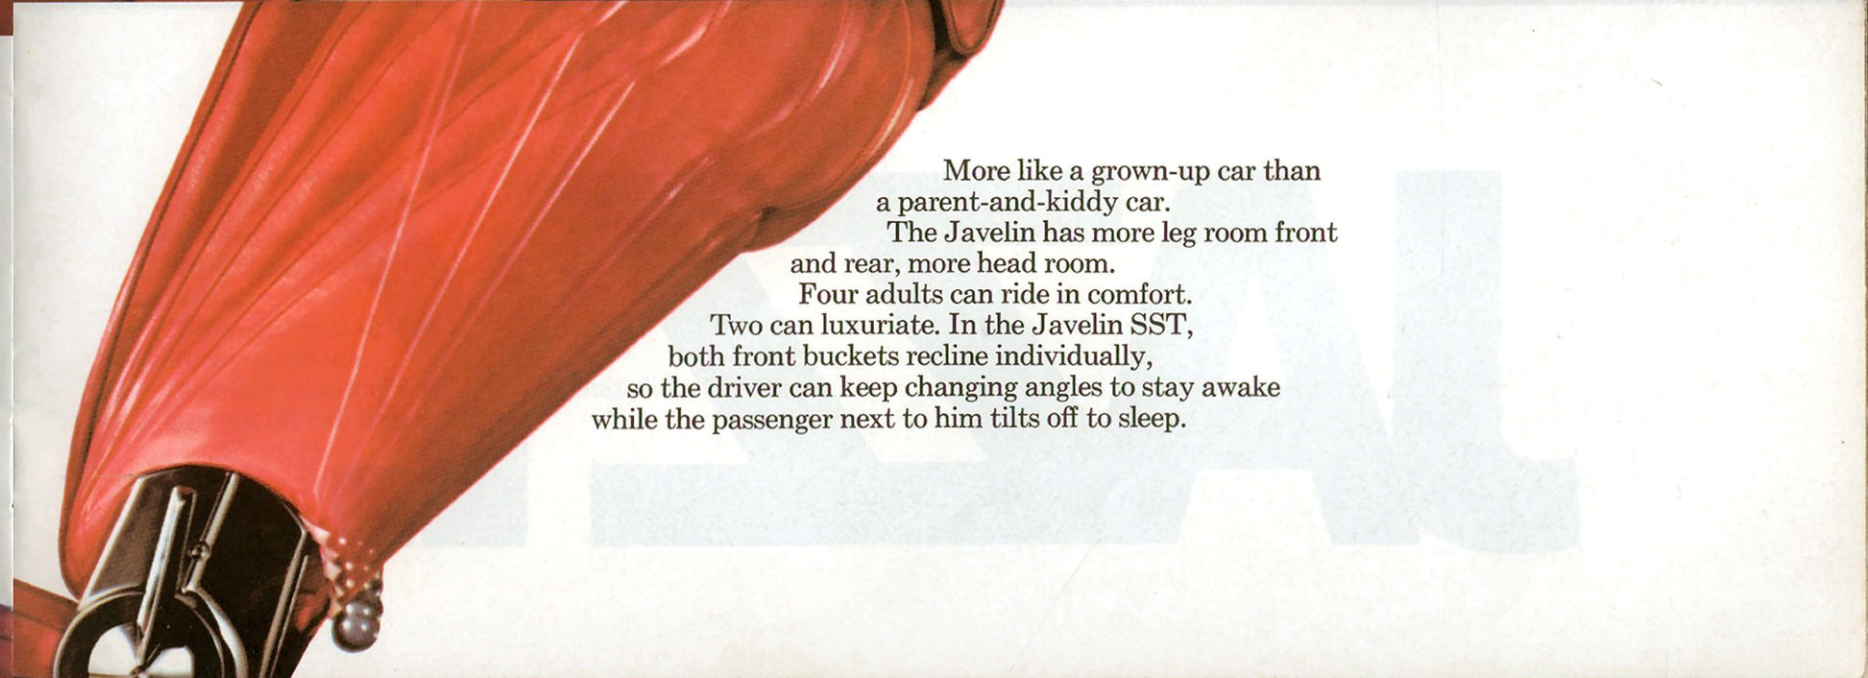 More like a grown-up car than
a parent-and-kiddy car.
The Javelin has more leg room front
and rear, more head room.
Four adults can ride in comfort.
Two can luxuriate. In the Javelin SST,
both front buckets recline individually,
so the driver can keep changing angles to stay awake
while the passenger next to him tilts off to sleep.